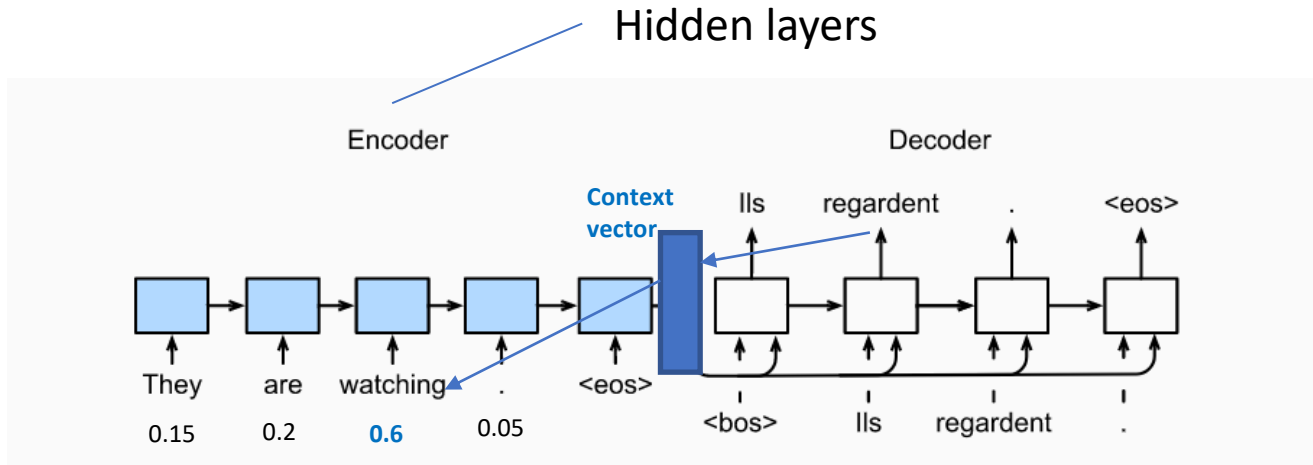 Hidden layers
Encoder
Decoder
Context
vector
Ils
regardent
.
<eos>
They
are
watching
.
<eos>
0.15
0.2
0.6
0.05
<bos>
Ils
regardent
.